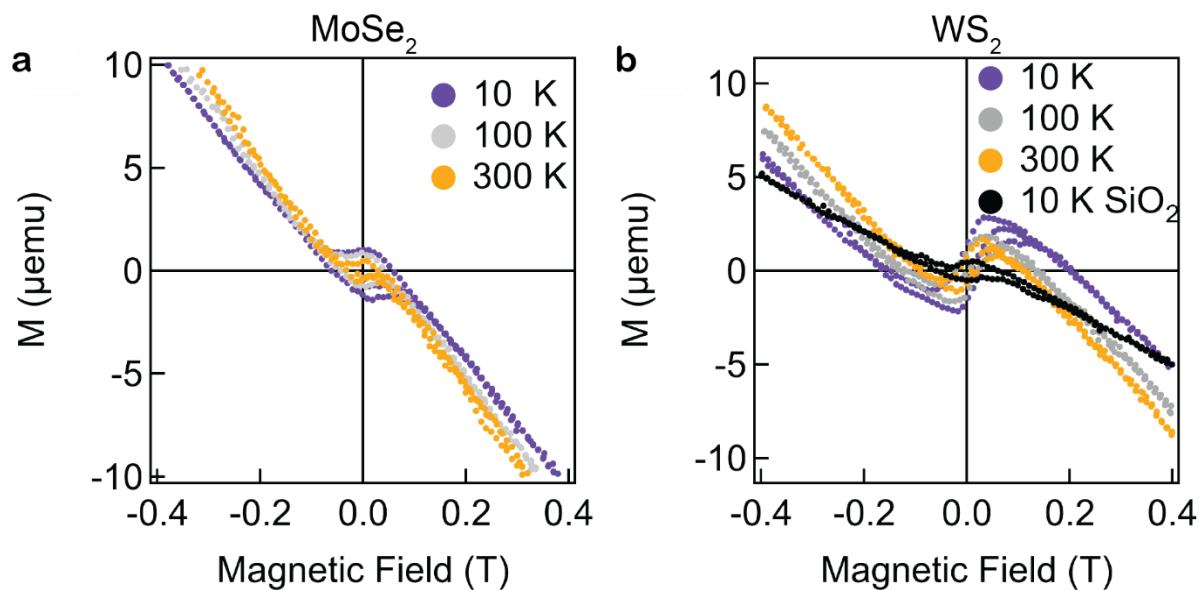 a
MoSe₂
10 K
100 K
300 K
10
5
0
-5
-10
-0.4 -0.2 0.0 0.2 0.4
M (μemu)
Magnetic Field (T)
b
WS₂
10 K
100 K
300 K
10 K SiO₂
10
5
0
-5
-10
-0.4 -0.2 0.0 0.2 0.4
M (μemu)
Magnetic Field (T)